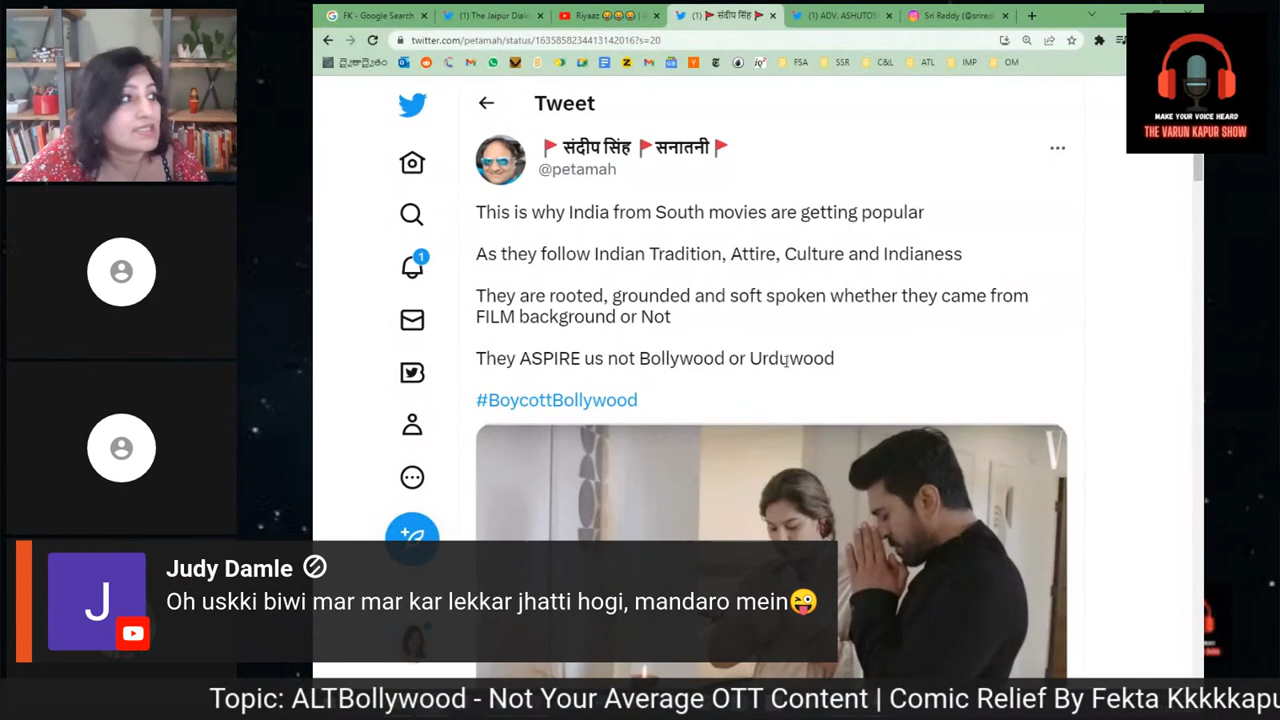 FK - Google Search
(1) The Jaipur Dialo
Riyaaz
(1) 🚩 संदीप सिंह 🚩
(1) ADV. ASHUTOS
Sri Reddy (@srired
twitter.com/petamah/status/1635858234413142016?s=20
FSA
SSR
C&L
ATL
IMP
OM
MAKE YOUR VOICE HEARD
THE VARUN KAPUR SHOW
Tweet
🚩 संदीप सिंह 🚩सनातनी 🚩
@petamah
This is why India from South movies are getting popular
As they follow Indian Tradition, Attire, Culture and Indianess
They are rooted, grounded and soft spoken whether they came from
FILM background or Not
They ASPIRE us not Bollywood or Urduwood
#BoycottBollywood
V
1
J
Judy Damle
Oh uskki biwi mar mar kar lekkar jhatti hogi, mandaro mein😜
Topic: ALTBollywood - Not Your Average OTT Content | Comic Relief By Fekta Kkkkkapu